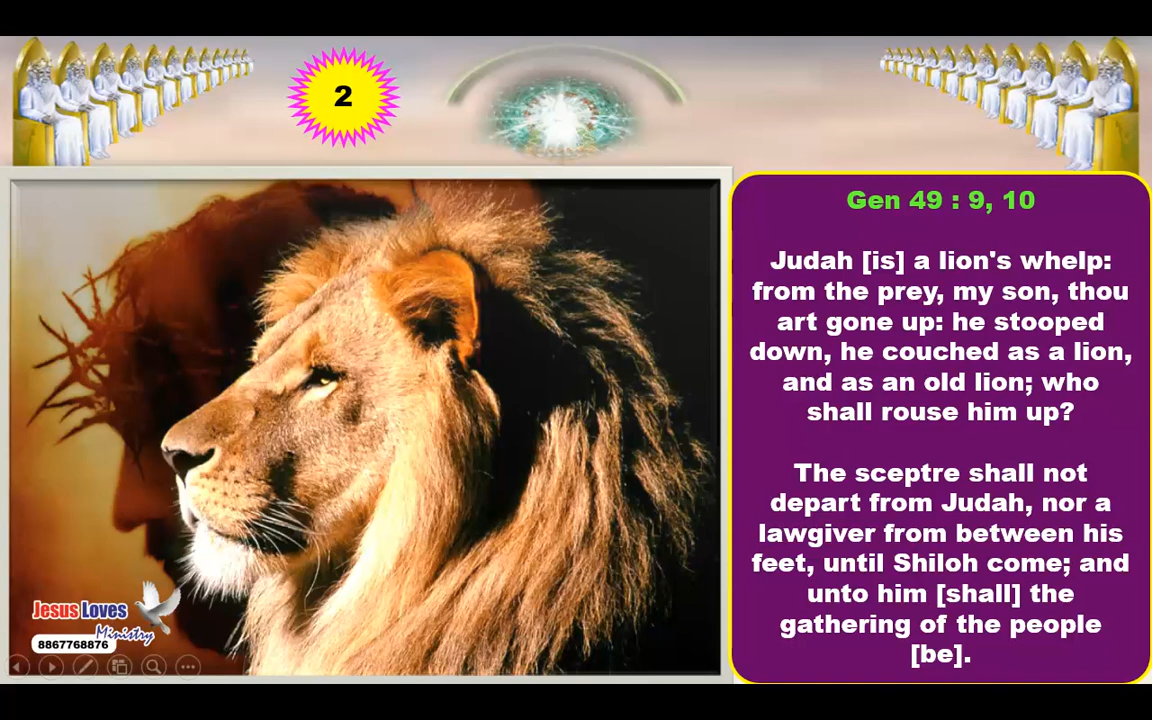 2
Gen 49 : 9, 10
Judah [is] a lion's whelp:
from the prey, my son, thou
art gone up: he stooped
down, he couched as a lion,
and as an old lion; who
shall rouse him up?
The sceptre shall not
depart from Judah, nor a
lawgiver from between his
feet, until Shiloh come; and
unto him [shall] the
gathering of the people
[be].
Jesus Loves
Ministry
8867768876